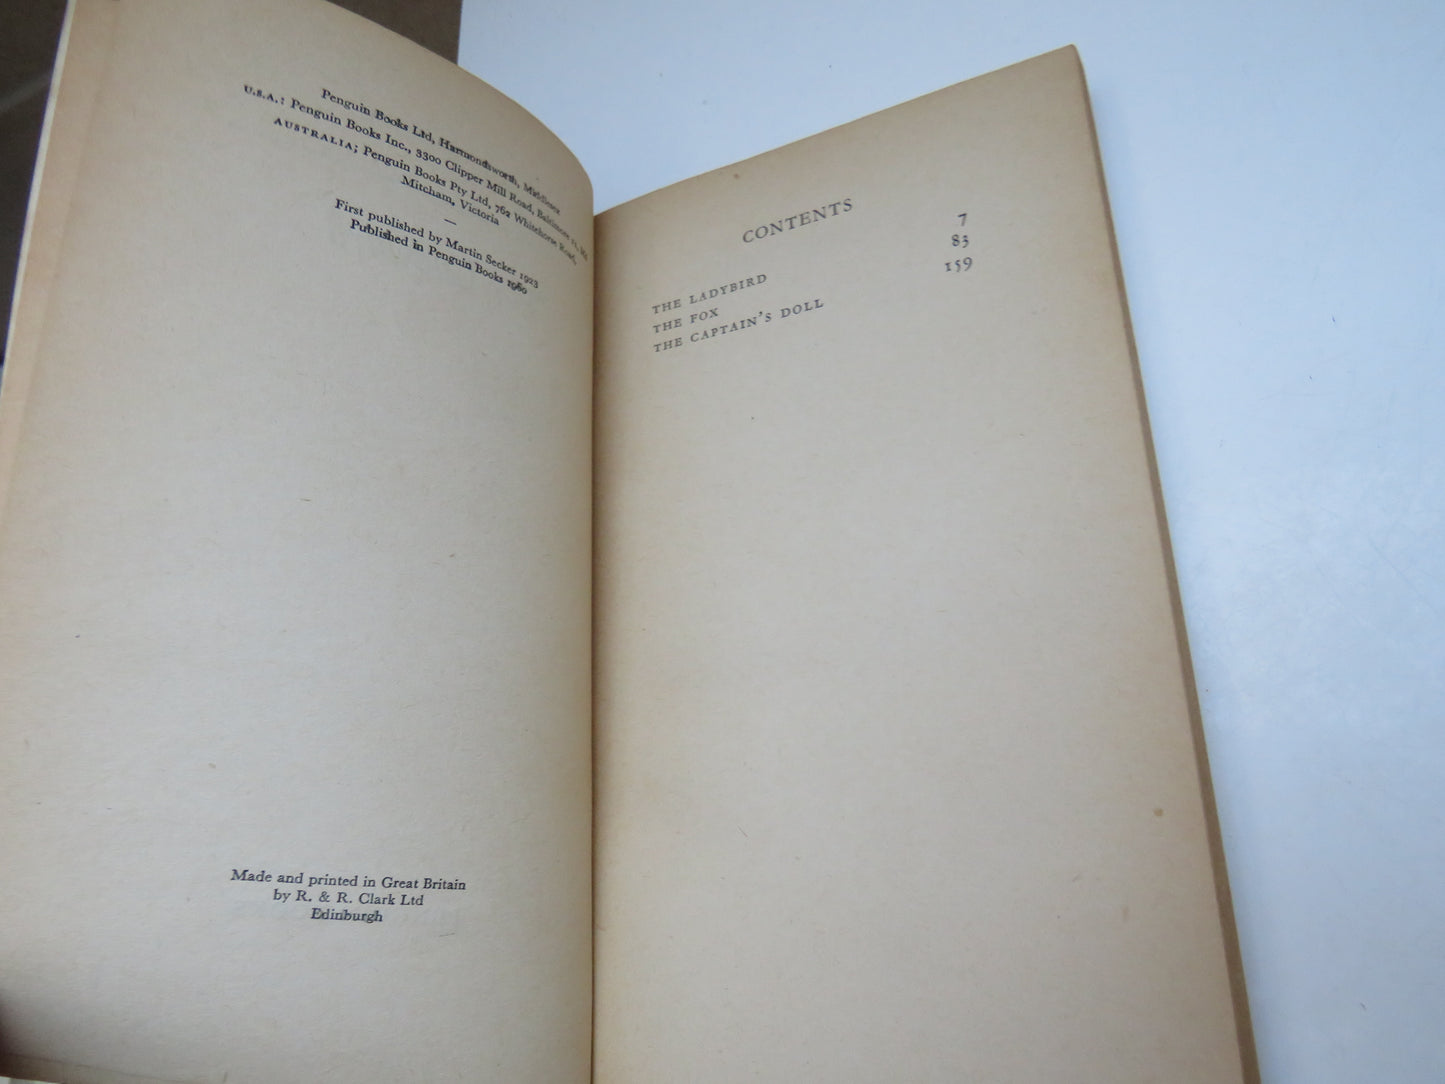 Penguin Books Ltd, Harmondsworth, Middlesex
U.S.A.: Penguin Books Inc., 3300 Clipper Mill Road, Baltimore 11, Md
AUSTRALIA; Penguin Books Pty Ltd, 762 Whitehorse Road,
Mitcham, Victoria
—
First published by Martin Secker 1923
Published in Penguin Books 1960
Made and printed in Great Britain
by R. & R. Clark Ltd
Edinburgh
CONTENTS
THE LADYBIRD 7
THE FOX 83
THE CAPTAIN'S DOLL 159